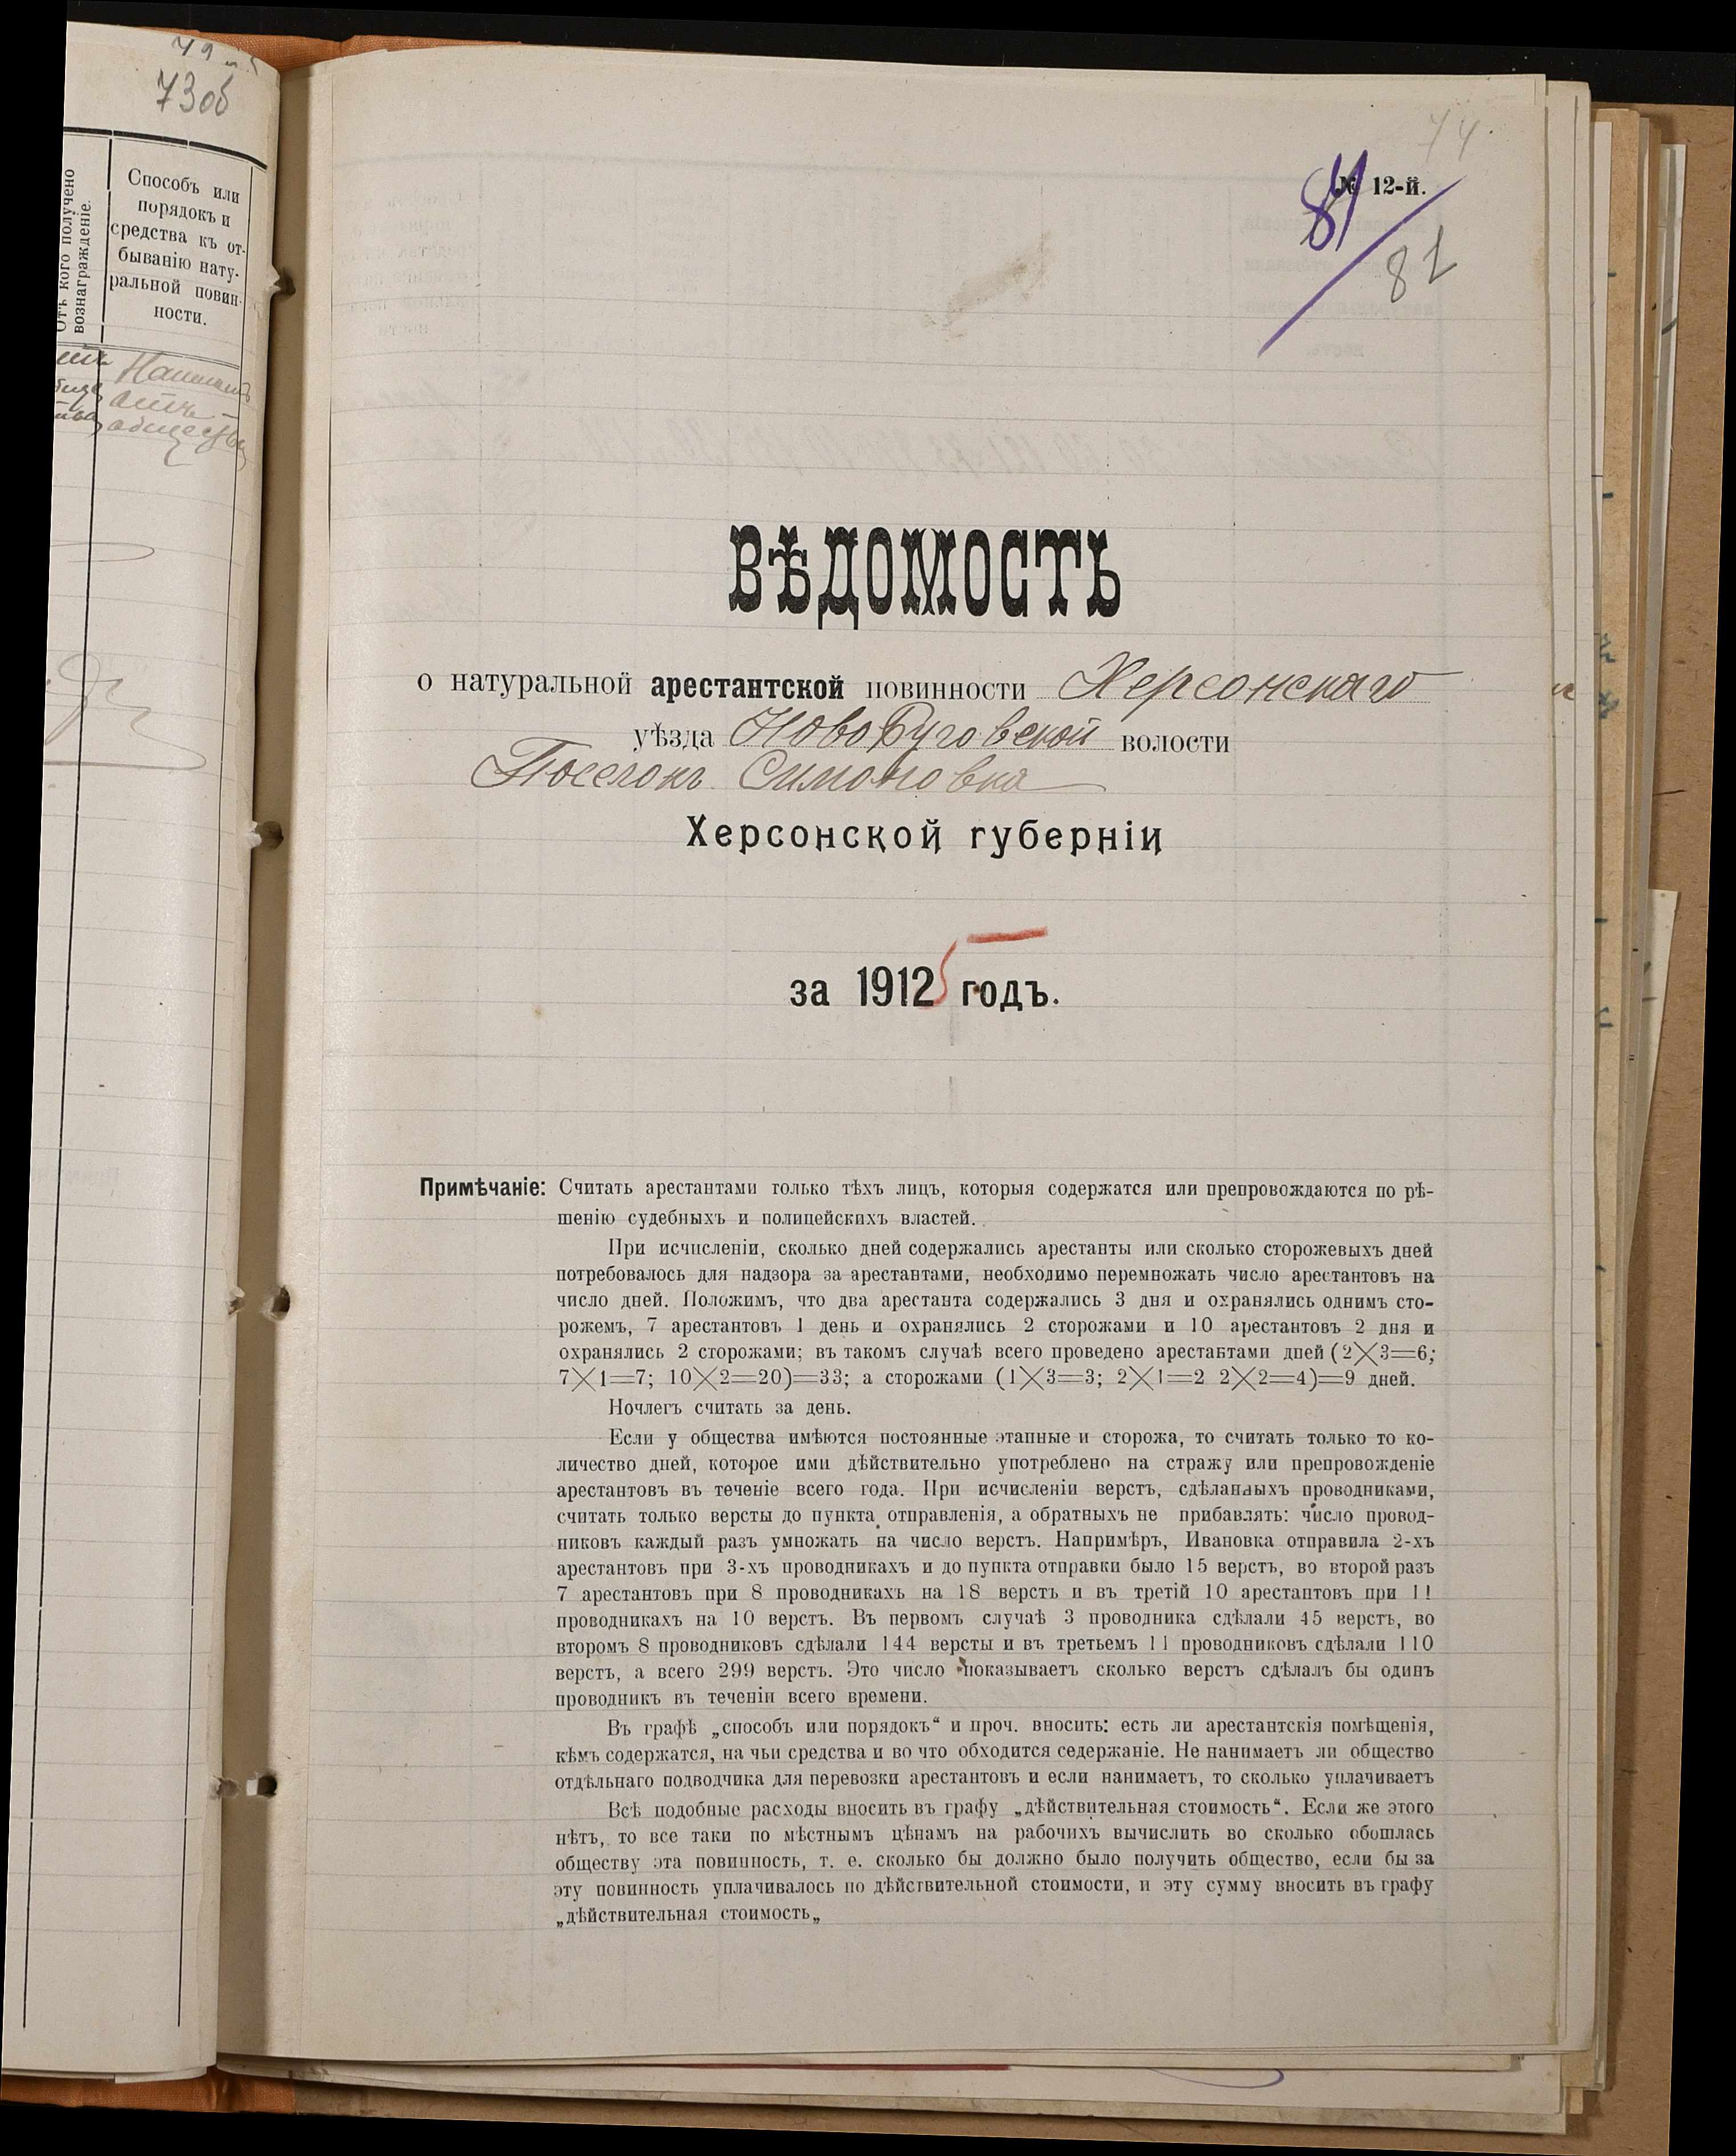 73об
Отъ кого получено
вознагражденіе.
Способъ или
порядокъ и
средства къ от-
быванію нату-
ральной повин-
ности.
74.
№ 12-й.
81
82
ВѢДОМОСТЬ
о натуральной арестантской повинности Херсонскаго
уѣзда НовоБуговской волости
Поселокъ Симоновка
Херсонской губерніи
за 1912 годъ.
Примѣчаніе: Считать арестантами только тѣхъ лицъ, которыя содержатся или препровождаются по рѣ-
шенію судебныхъ и полицейскихъ властей.
При исчисленіи, сколько дней содержались арестанты или сколько сторожевыхъ дней
потребовалось для надзора за арестантами, необходимо перемножать число арестантовъ на
число дней. Положимъ, что два арестанта содержались 3 дня и охранялись однимъ сто-
рожемъ, 7 арестантовъ 1 день и охранялись 2 сторожами и 10 арестантовъ 2 дня и
охранялись 2 сторожами; въ такомъ случаѣ всего проведено арестантами дней (2×3=6;
7×1=7; 10×2=20)=33; а сторожами (1×3=3; 2×1=2 2×2=4)=9 дней.
Ночлегъ считать за день.
Если у общества имѣются постоянные этапные и сторожа, то считать только то ко-
личество дней, которое ими дѣйствительно употреблено на стражу или препровожденіе
арестантовъ въ теченіе всего года. При исчисленіи верстъ, сдѣланныхъ проводниками,
считать только версты до пункта отправленія, а обратныхъ не прибавлять: число провод-
никовъ каждый разъ умножать на число верстъ. Напримѣръ, Ивановка отправила 2-хъ
арестантовъ при 3-хъ проводникахъ и до пункта отправки было 15 верстъ, во второй разъ
7 арестантовъ при 8 проводникахъ на 18 верстъ и въ третій 10 арестантовъ при 11
проводникахъ на 10 верстъ. Въ первомъ случаѣ 3 проводника сдѣлали 45 верстъ, во
второмъ 8 проводниковъ сдѣлали 144 версты и въ третьемъ 11 проводниковъ сдѣлали 110
верстъ, а всего 299 верстъ. Это число показываетъ сколько верстъ сдѣлалъ бы одинъ
проводникъ въ теченіи всего времени.
Въ графѣ „способъ или порядокъ“ и проч. вносить: есть ли арестантскія помѣщенія,
кѣмъ содержатся, на чьи средства и во что обходится седержаніе. Не нанимаетъ ли общество
отдѣльнаго подводчика для перевозки арестантовъ и если нанимаетъ, то сколько уплачиваетъ
Всѣ подобные расходы вносить въ графу „дѣйствительная стоимость“. Если же этого
нѣтъ, то все таки по мѣстнымъ цѣнамъ на рабочихъ вычислить во сколько обошлась
обществу эта повинность, т. е. сколько бы должно было получить общество, если бы за
эту повинность уплачивалось по дѣйствительной стоимости, и эту сумму вносить въ графу
„дѣйствительная стоимость„